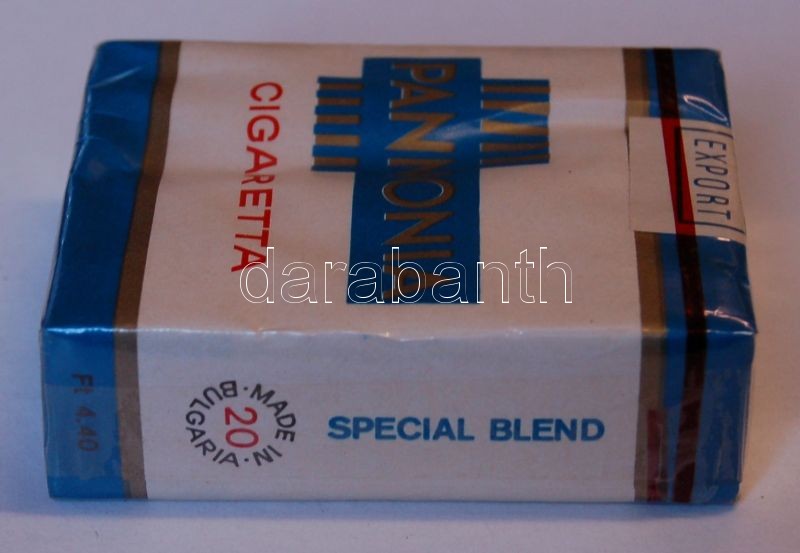 PANNONIA
CIGARETTA
EXPORT
darabanth
Ft 4,40
MADE IN BULGARIA
20
SPECIAL BLEND